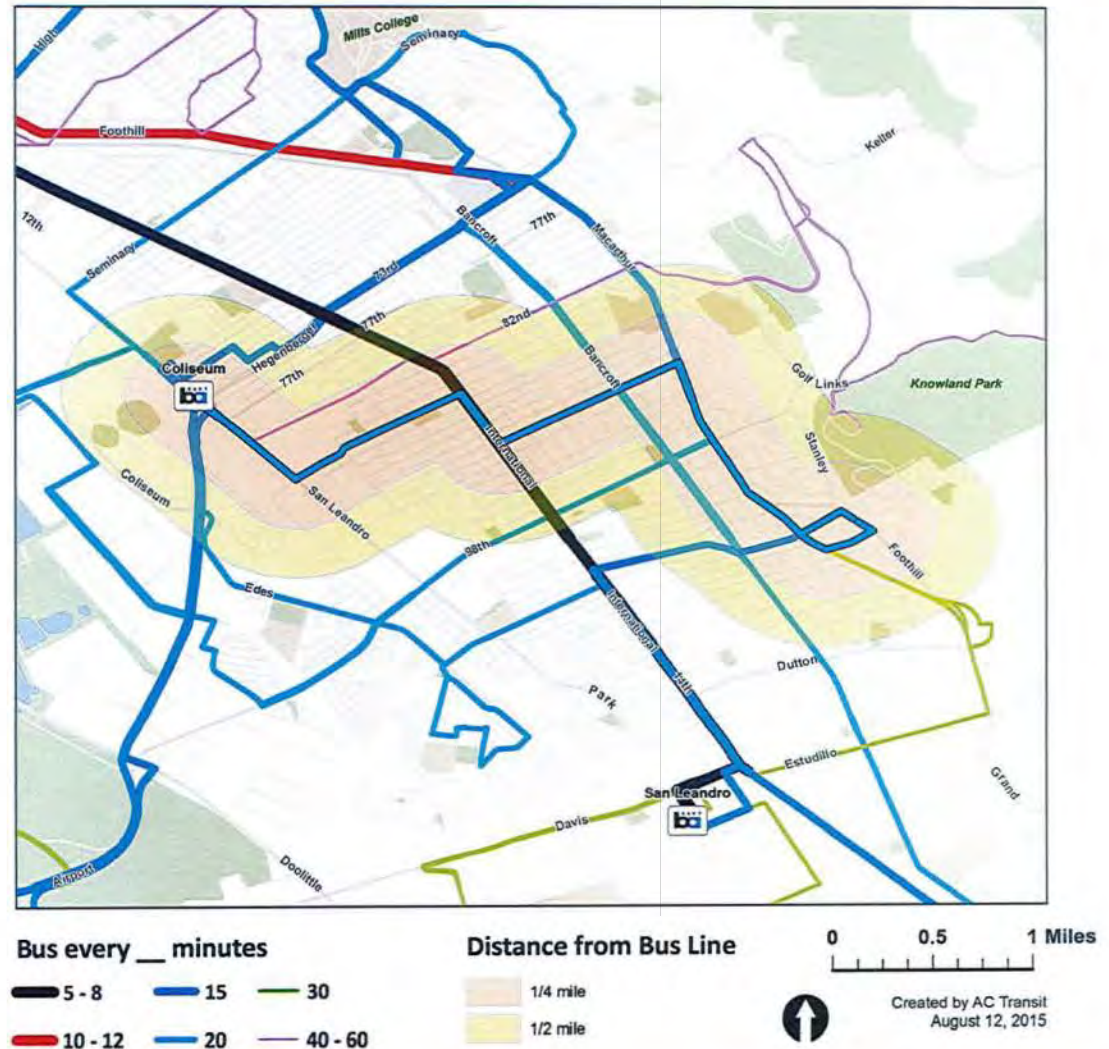 Mills College
High
Seminary
Foothill
Keller
12th
Bancroft
77th
Macarthur
Seminary
73rd
77th
82nd
Hegenberger
Coliseum
77th
Bancroft
Golf Links
Knowland Park
ba
Stanley
International
Coliseum
San Leandro
98th
Foothill
Edes
International
Dutton
14th
Park
Estudillo
Grand
San Leandro
ba
Davis
Doolittle
Airport
Bus every __ minutes
5 - 8
15
30
10 - 12
20
40 - 60
Distance from Bus Line
1/4 mile
1/2 mile
0 0.5 1 Miles
Created by AC Transit
August 12, 2015